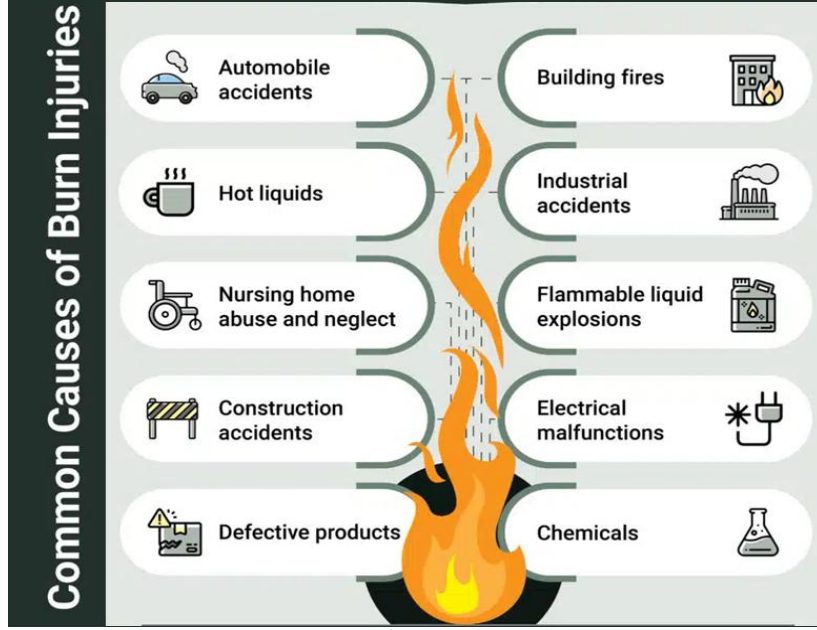 Common Causes of Burn Injuries
Automobile
accidents
Building fires
Hot liquids
Industrial
accidents
Nursing home
abuse and neglect
Flammable liquid
explosions
Construction
accidents
Electrical
malfunctions
Defective products
Chemicals